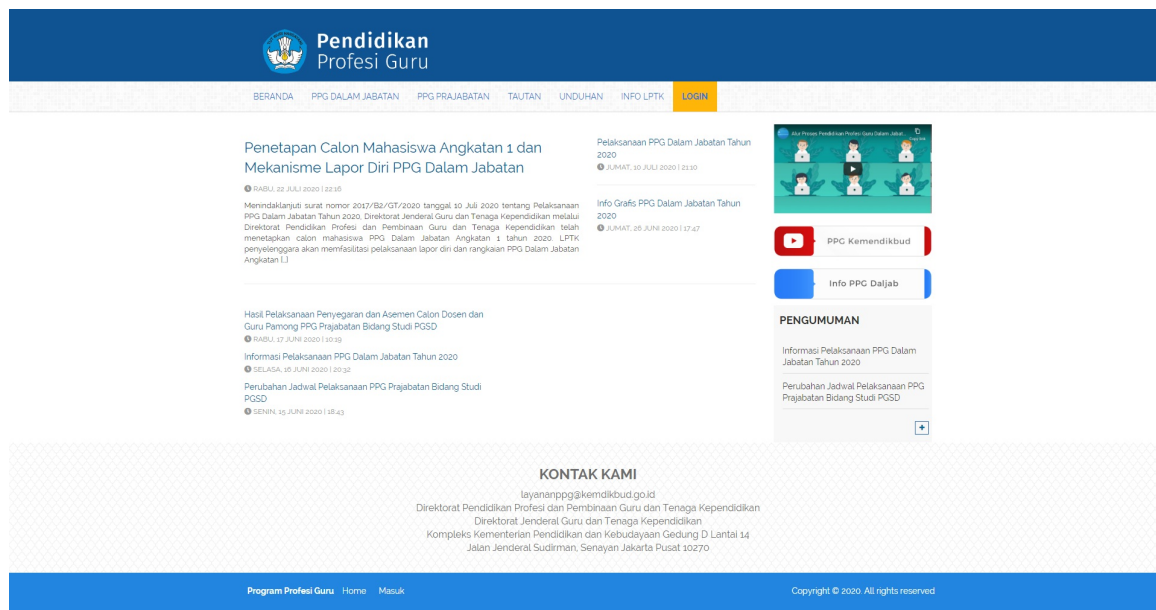 Pendidikan
Profesi Guru
BERANDA PPG DALAM JABATAN PPG PRAJABATAN TAUTAN UNDUHAN INFO LPTK LOGIN
Penetapan Calon Mahasiswa Angkatan 1 dan
Mekanisme Lapor Diri PPG Dalam Jabatan
RABU, 22 JULI 2020 | 22:16
Menindaklanjuti surat nomor 2017/B2/GT/2020 tanggal 10 Juli 2020 tentang Pelaksanaan
PPG Dalam Jabatan Tahun 2020, Direktorat Jenderal Guru dan Tenaga Kependidikan melalui
Direktorat Pendidikan Profesi dan Pembinaan Guru dan Tenaga Kependidikan telah
menetapkan calon mahasiswa PPG Dalam Jabatan Angkatan 1 tahun 2020. LPTK
penyelenggara akan memfasilitasi pelaksanaan lapor diri dan rangkaian PPG Dalam Jabatan
Angkatan [...]
Pelaksanaan PPG Dalam Jabatan Tahun
2020
JUMAT, 10 JULI 2020 | 21:10
Info Grafis PPG Dalam Jabatan Tahun
2020
JUMAT, 26 JUNI 2020 | 17:47
Hasil Pelaksanaan Penyegaran dan Asemen Calon Dosen dan
Guru Pamong PPG Prajabatan Bidang Studi PGSD
RABU, 17 JUNI 2020 | 10:19
Informasi Pelaksanaan PPG Dalam Jabatan Tahun 2020
SELASA, 16 JUNI 2020 | 20:32
Perubahan Jadwal Pelaksanaan PPG Prajabatan Bidang Studi
PGSD
SENIN, 15 JUNI 2020 | 18:43
Alur Proses Pendidikan Profesi Guru Dalam Jabat...
PPG Kemendikbud
Info PPG Daljab
PENGUMUMAN
Informasi Pelaksanaan PPG Dalam
Jabatan Tahun 2020
Perubahan Jadwal Pelaksanaan PPG
Prajabatan Bidang Studi PGSD
+
KONTAK KAMI
layananppg@kemdikbud.go.id
Direktorat Pendidikan Profesi dan Pembinaan Guru dan Tenaga Kependidikan
Direktorat Jenderal Guru dan Tenaga Kependidikan
Kompleks Kementerian Pendidikan dan Kebudayaan Gedung D Lantai 14
Jalan Jenderal Sudirman, Senayan Jakarta Pusat 10270
Program Profesi Guru Home Masuk
Copyright © 2020. All rights reserved